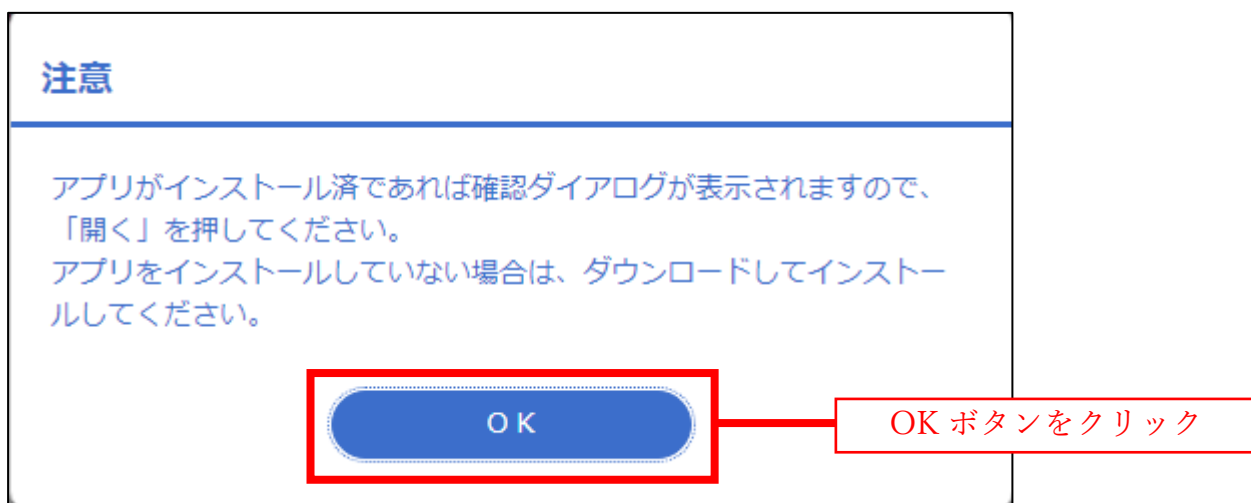 注意
アプリがインストール済であれば確認ダイアログが表示されますので、
「開く」を押してください。
アプリをインストールしていない場合は、ダウンロードしてインストー
ルしてください。
OK
OK ボタンをクリック